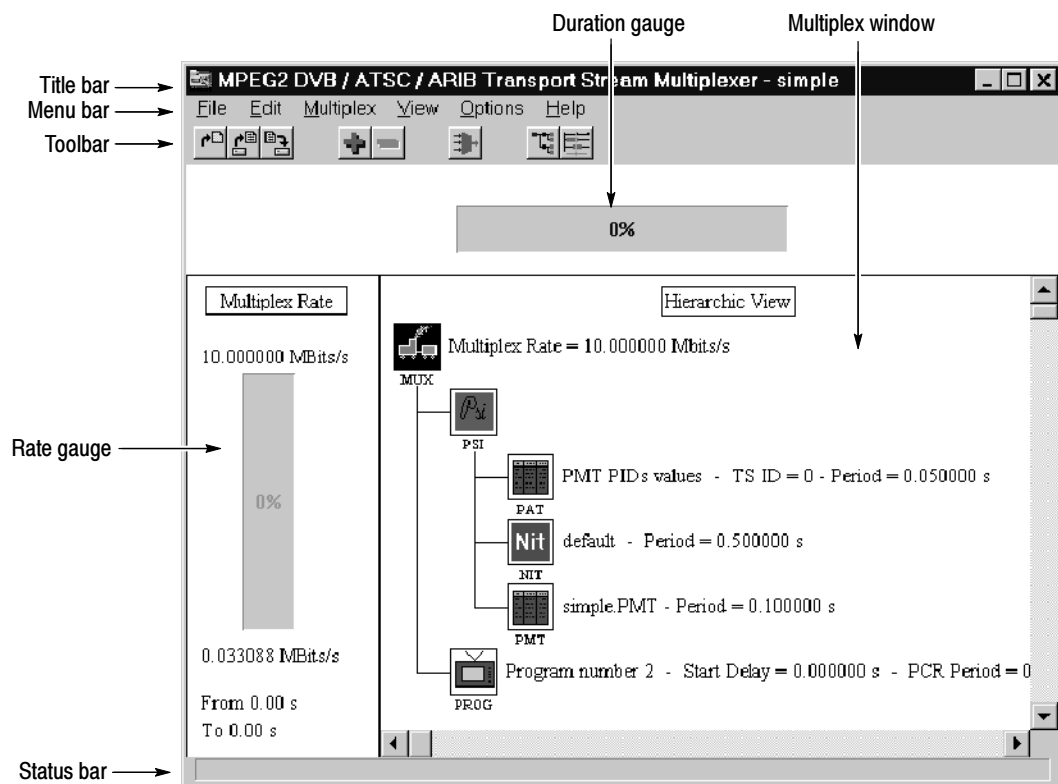 Duration gauge
Multiplex window
Title bar
MPEG2 DVB / ATSC / ARIB Transport Stream Multiplexer - simple
Menu bar
File Edit Multiplex View Options Help
Toolbar
0%
Multiplex Rate
Hierarchic View
10.000000 MBits/s
Multiplex Rate = 10.000000 Mbits/s
MUX
Psi
PSI
Rate gauge
0%
PMT PIDs values - TS ID = 0 - Period = 0.050000 s
PAT
Nit
default - Period = 0.500000 s
NIT
simple.PMT - Period = 0.100000 s
PMT
0.033088 MBits/s
Program number 2 - Start Delay = 0.000000 s - PCR Period = 0
PROG
From 0.00 s
To 0.00 s
Status bar